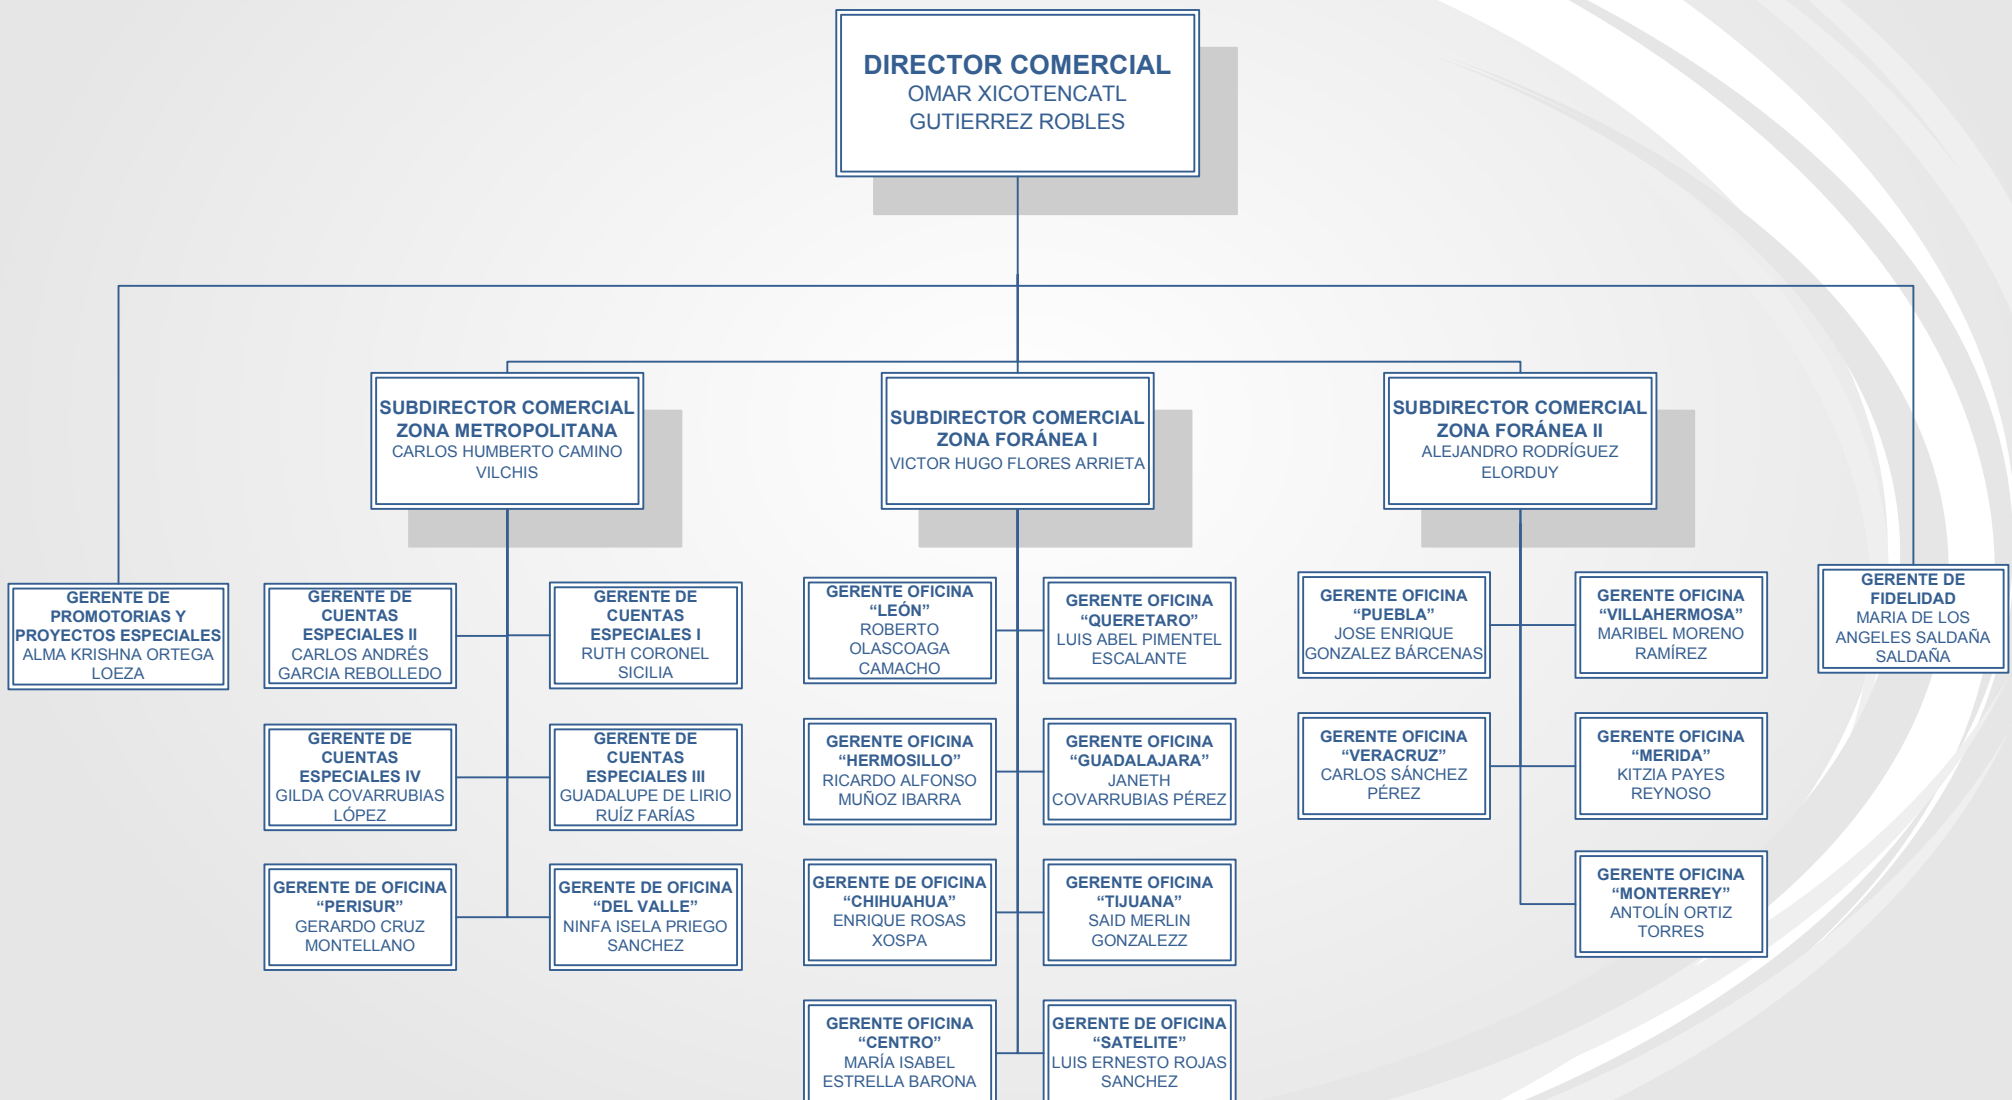 DIRECTOR COMERCIAL
OMAR XICOTENCATL
GUTIERREZ ROBLES
SUBDIRECTOR COMERCIAL
ZONA METROPOLITANA
CARLOS HUMBERTO CAMINO
VILCHIS
SUBDIRECTOR COMERCIAL
ZONA FORÁNEA I
VICTOR HUGO FLORES ARRIETA
SUBDIRECTOR COMERCIAL
ZONA FORÁNEA II
ALEJANDRO RODRÍGUEZ
ELORDUY
GERENTE DE
PROMOTORIAS Y
PROYECTOS ESPECIALES
ALMA KRISHNA ORTEGA
LOEZA
GERENTE DE
CUENTAS
ESPECIALES II
CARLOS ANDRÉS
GARCIA REBOLLEDO
GERENTE DE
CUENTAS
ESPECIALES I
RUTH CORONEL
SICILIA
GERENTE OFICINA
“LEÓN”
ROBERTO
OLASCOAGA
CAMACHO
GERENTE OFICINA
“QUERETARO”
LUIS ABEL PIMENTEL
ESCALANTE
GERENTE OFICINA
“PUEBLA”
JOSE ENRIQUE
GONZALEZ BÁRCENAS
GERENTE OFICINA
“VILLAHERMOSA”
MARIBEL MORENO
RAMÍREZ
GERENTE DE
FIDELIDAD
MARIA DE LOS
ANGELES SALDAÑA
SALDAÑA
GERENTE DE
CUENTAS
ESPECIALES IV
GILDA COVARRUBIAS
LÓPEZ
GERENTE DE
CUENTAS
ESPECIALES III
GUADALUPE DE LIRIO
RUÍZ FARÍAS
GERENTE OFICINA
“HERMOSILLO”
RICARDO ALFONSO
MUÑOZ IBARRA
GERENTE OFICINA
“GUADALAJARA”
JANETH
COVARRUBIAS PÉREZ
GERENTE OFICINA
“VERACRUZ”
CARLOS SÁNCHEZ
PÉREZ
GERENTE OFICINA
“MERIDA”
KITZIA PAYES
REYNOSO
GERENTE DE OFICINA
“PERISUR”
GERARDO CRUZ
MONTELLANO
GERENTE DE OFICINA
“DEL VALLE”
NINFA ISELA PRIEGO
SANCHEZ
GERENTE DE OFICINA
“CHIHUAHUA”
ENRIQUE ROSAS
XOSPA
GERENTE OFICINA
“TIJUANA”
SAID MERLIN
GONZALEZZ
GERENTE OFICINA
“MONTERREY”
ANTOLÍN ORTIZ
TORRES
GERENTE OFICINA
“CENTRO”
MARÍA ISABEL
ESTRELLA BARONA
GERENTE DE OFICINA
“SATELITE”
LUIS ERNESTO ROJAS
SANCHEZ